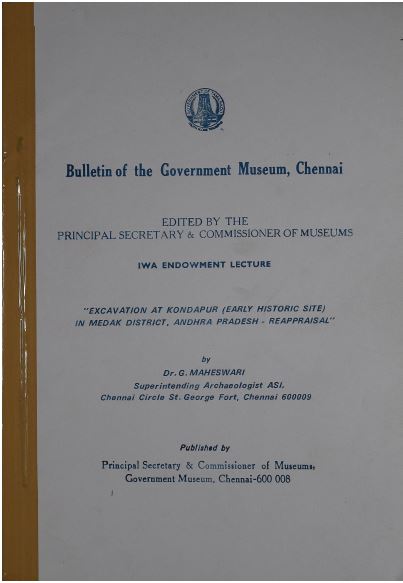 Bulletin of the Government Museum, Chennai
EDITED BY THE
PRINCIPAL SECRETARY & COMMISSIONER OF MUSEUMS
IWA ENDOWMENT LECTURE
"EXCAVATION AT KONDAPUR (EARLY HISTORIC SITE)
IN MEDAK DISTRICT, ANDHRA PRADESH - REAPPRAISAL"
by
Dr. G. MAHESWARI
Superintending Archaeologist ASI,
Chennai Circle St. George Fort, Chennai 600009
Published by
Principal Secretary & Commissioner of Museums,
Government Museum, Chennai-600 008